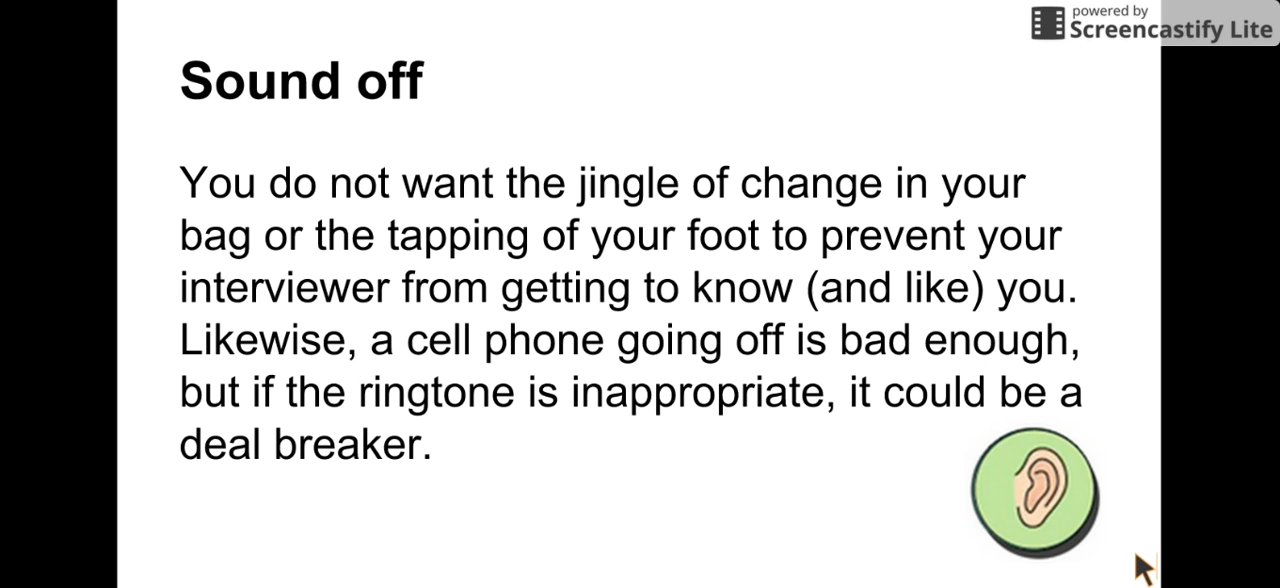 powered by
Screencastify Lite
Sound off
You do not want the jingle of change in your
bag or the tapping of your foot to prevent your
interviewer from getting to know (and like) you.
Likewise, a cell phone going off is bad enough,
but if the ringtone is inappropriate, it could be a
deal breaker.